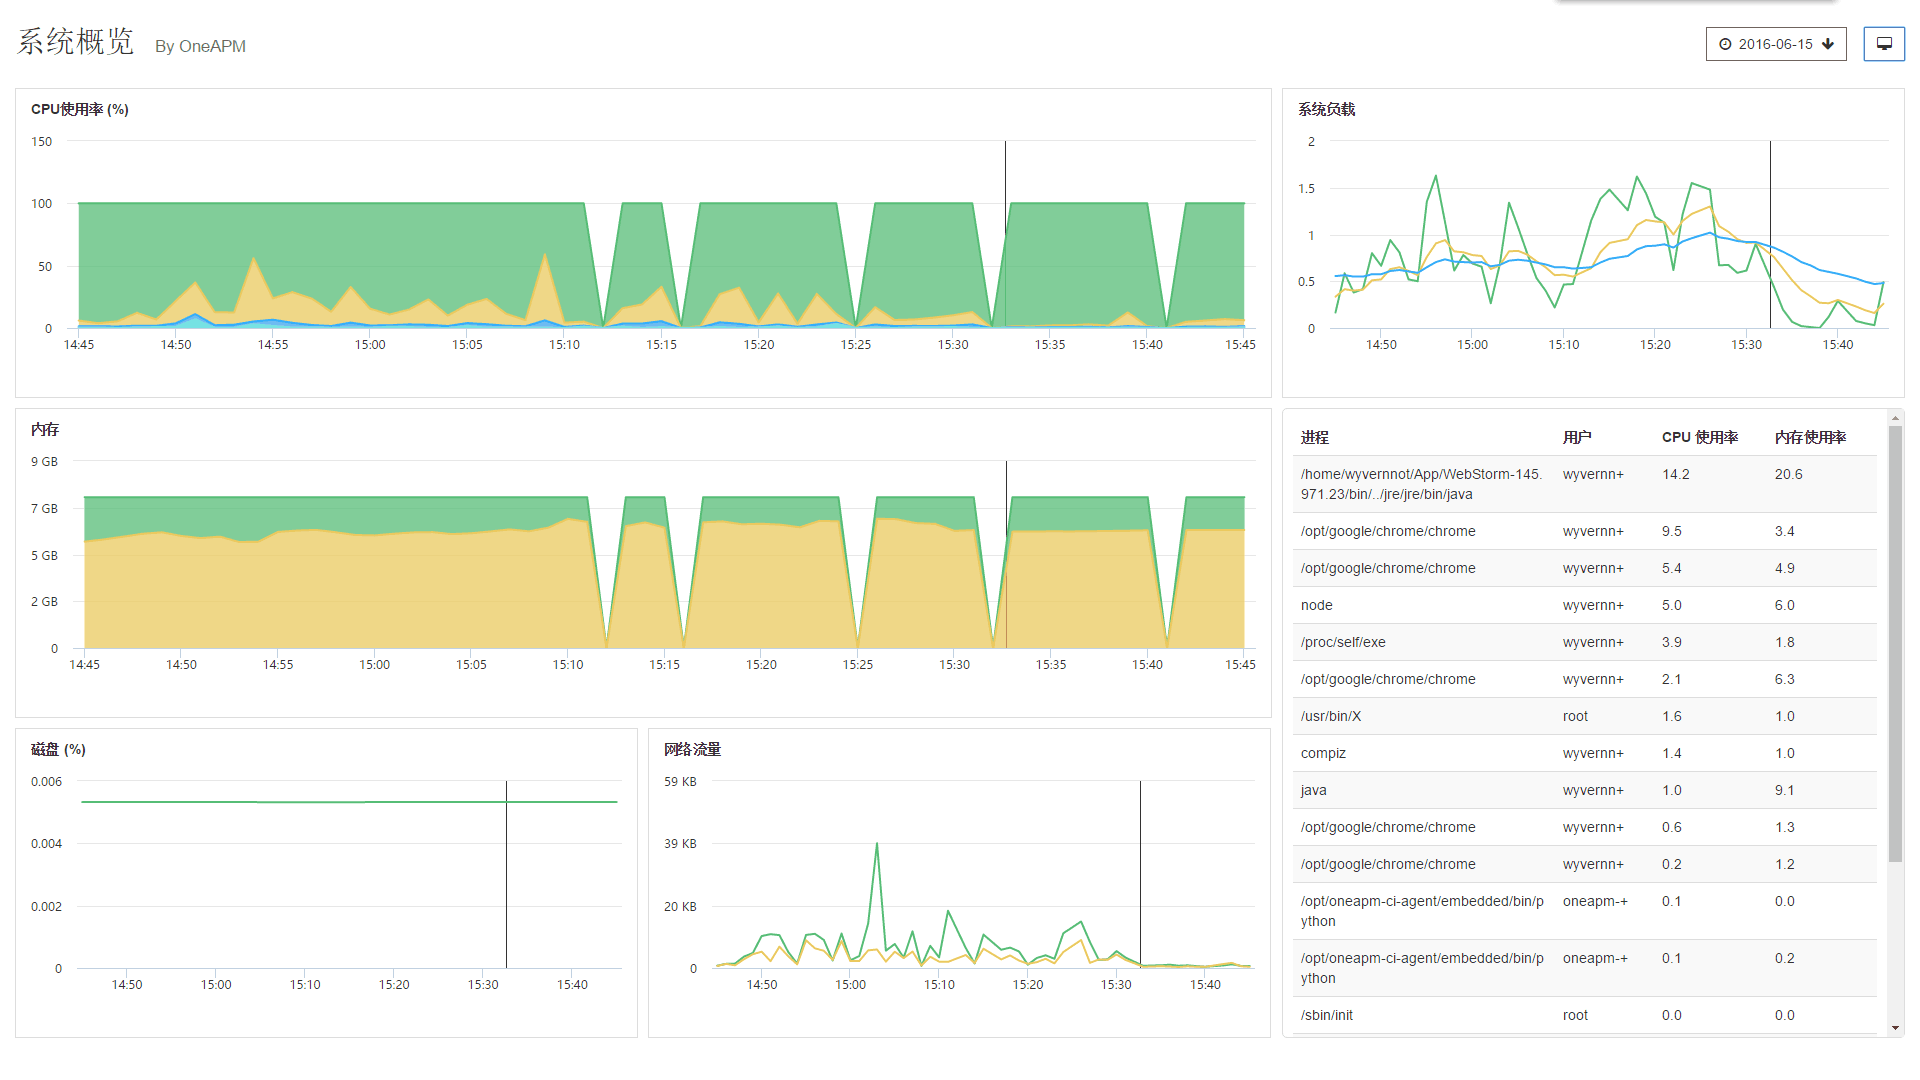 系统概览 By OneAPM
2016-06-15
CPU使用率 (%)
150
100
50
0
14:45 14:50 14:55 15:00 15:05 15:10 15:15 15:20 15:25 15:30 15:35 15:40 15:45
系统负载
2
1.5
1
0.5
0
14:50 15:00 15:10 15:20 15:30 15:40
内存
9 GB
7 GB
5 GB
2 GB
0
14:45 14:50 14:55 15:00 15:05 15:10 15:15 15:20 15:25 15:30 15:35 15:40 15:45
进程 用户 CPU 使用率 内存使用率
/home/wyvernnot/App/WebStorm-145. wyvernn+ 14.2 20.6
971.23/bin/../jre/jre/bin/java
/opt/google/chrome/chrome wyvernn+ 9.5 3.4
/opt/google/chrome/chrome wyvernn+ 5.4 4.9
node wyvernn+ 5.0 6.0
/proc/self/exe wyvernn+ 3.9 1.8
/opt/google/chrome/chrome wyvernn+ 2.1 6.3
/usr/bin/X root 1.6 1.0
compiz wyvernn+ 1.4 1.0
java wyvernn+ 1.0 9.1
/opt/google/chrome/chrome wyvernn+ 0.6 1.3
/opt/google/chrome/chrome wyvernn+ 0.2 1.2
/opt/oneapm-ci-agent/embedded/bin/p oneapm-+ 0.1 0.0
ython
/opt/oneapm-ci-agent/embedded/bin/p oneapm-+ 0.1 0.2
ython
/sbin/init root 0.0 0.0
磁盘 (%)
0.006
0.004
0.002
0
14:50 15:00 15:10 15:20 15:30 15:40
网络流量
59 KB
39 KB
20 KB
0
14:50 15:00 15:10 15:20 15:30 15:40